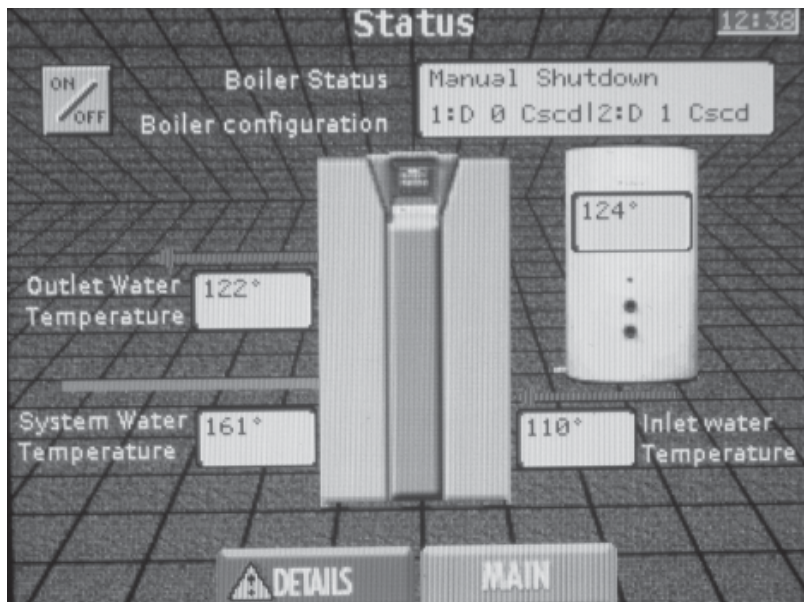 Status
12:38
ON
OFF
Boiler Status
Manual Shutdown
Boiler configuration
1:D 0 Cscd|2:D 1 Cscd
124°
Outlet Water
Temperature
122°
System Water
Temperature
161°
110°
Inlet water
Temperature
DETAILS
MAIN